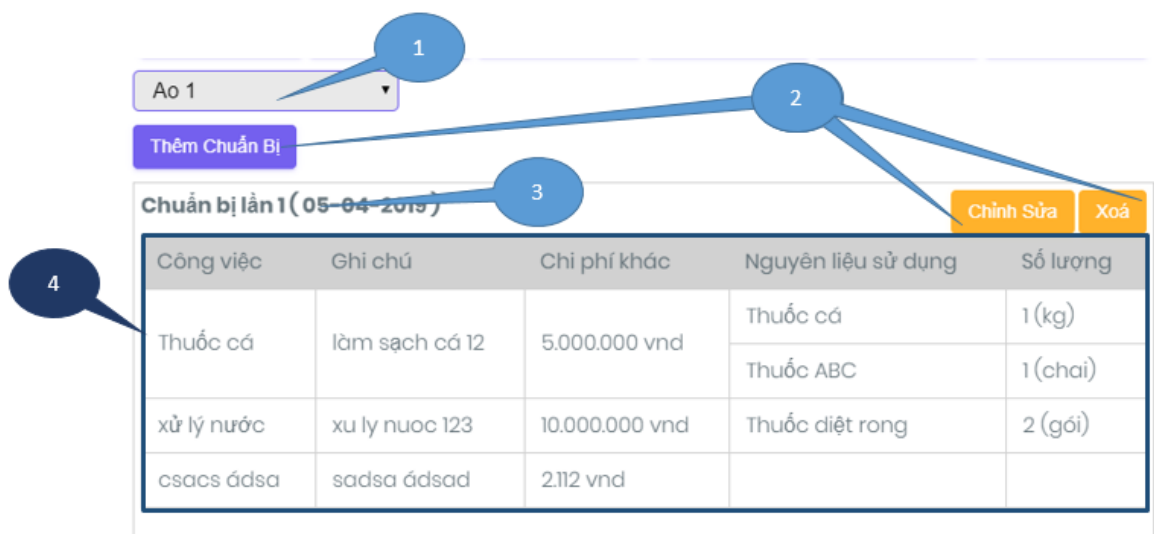 1
Ao 1
2
Thêm Chuẩn Bị
3
Chuẩn bị lần 1 ( 05-04-2019 )
Chỉnh Sửa Xoá
4
Công việc Ghi chú Chi phí khác Nguyên liệu sử dụng Số lượng
Thuốc cá làm sạch cá 12 5.000.000 vnd Thuốc cá 1 (kg)
Thuốc ABC 1 (chai)
xử lý nước xu ly nuoc 123 10.000.000 vnd Thuốc diệt rong 2 (gói)
csacs ádsa sadsa ádsad 2.112 vnd